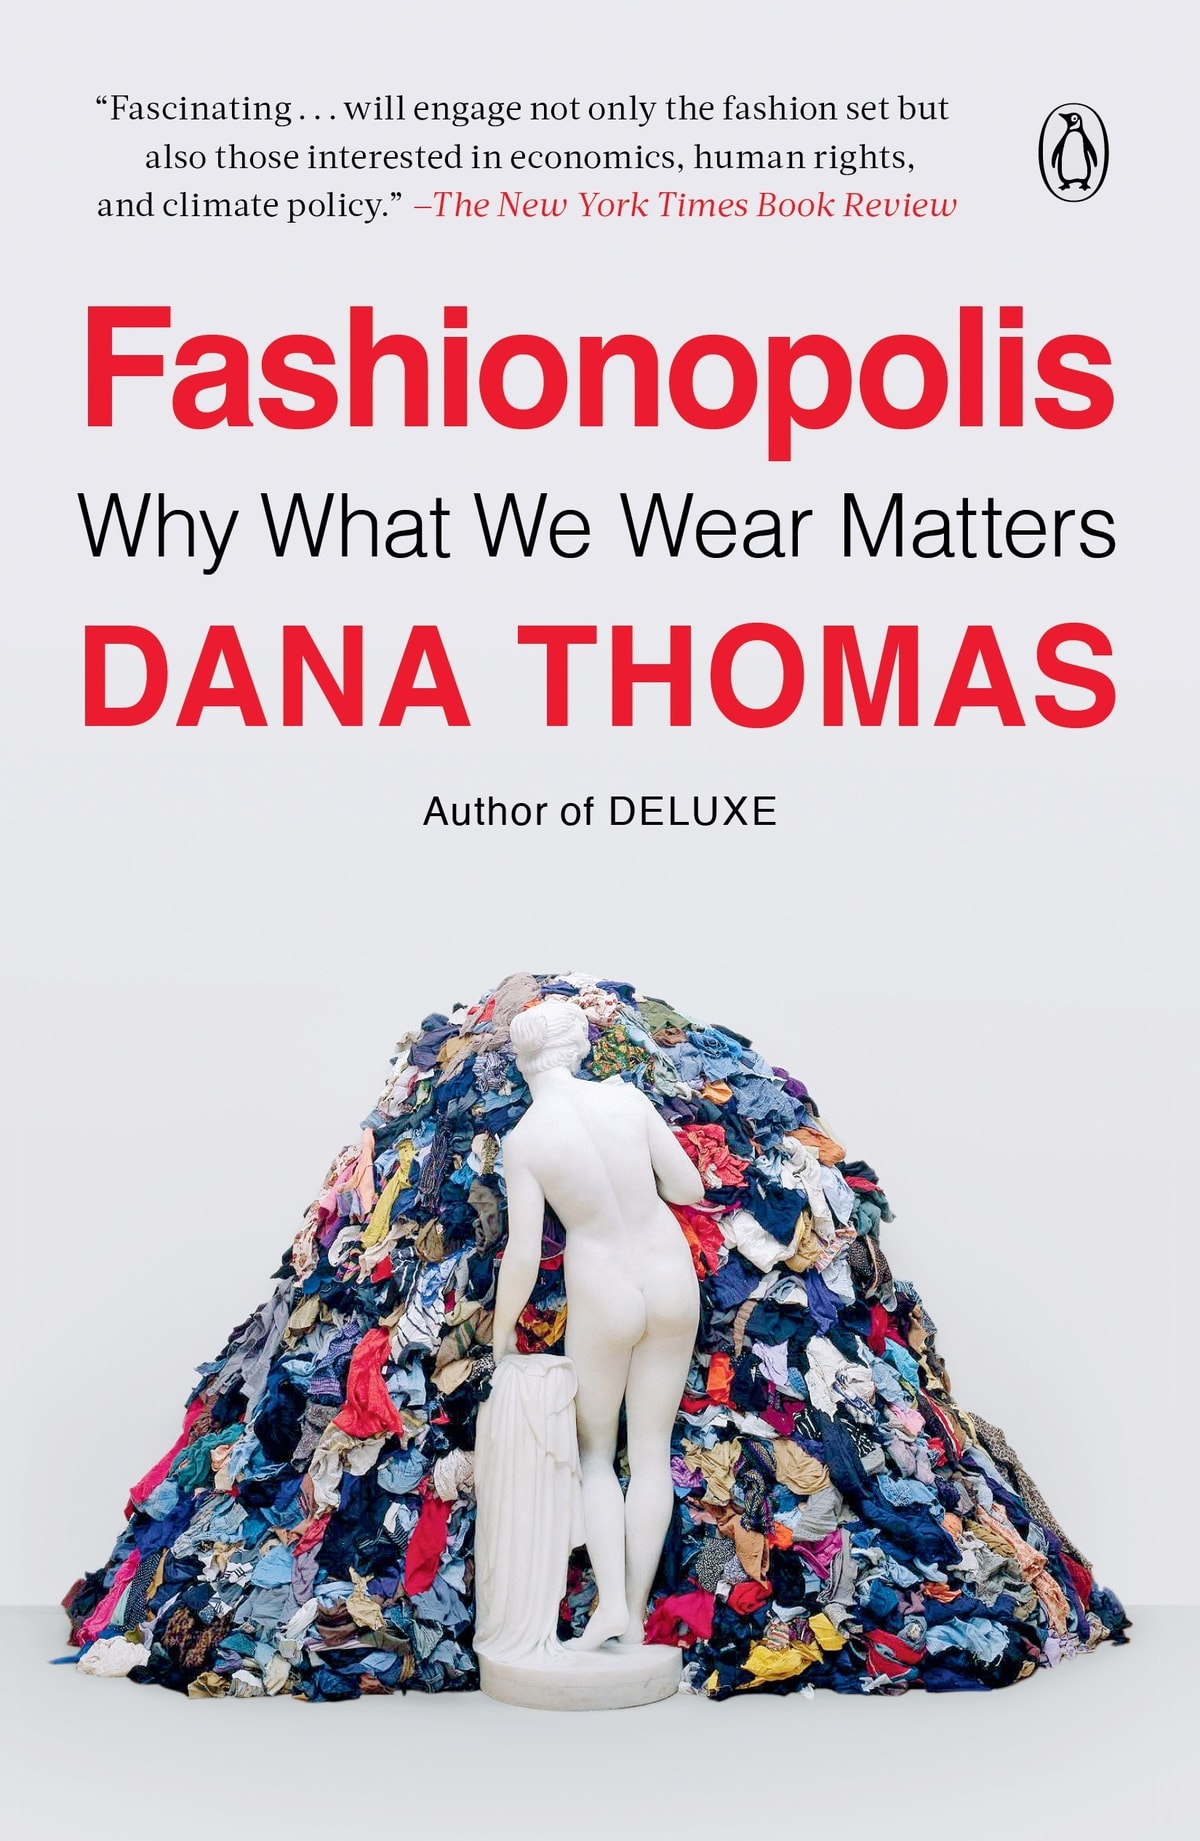 “Fascinating . . . will engage not only the fashion set but
also those interested in economics, human rights,
and climate policy.” –The New York Times Book Review
Fashionopolis
Why What We Wear Matters
DANA THOMAS
Author of DELUXE